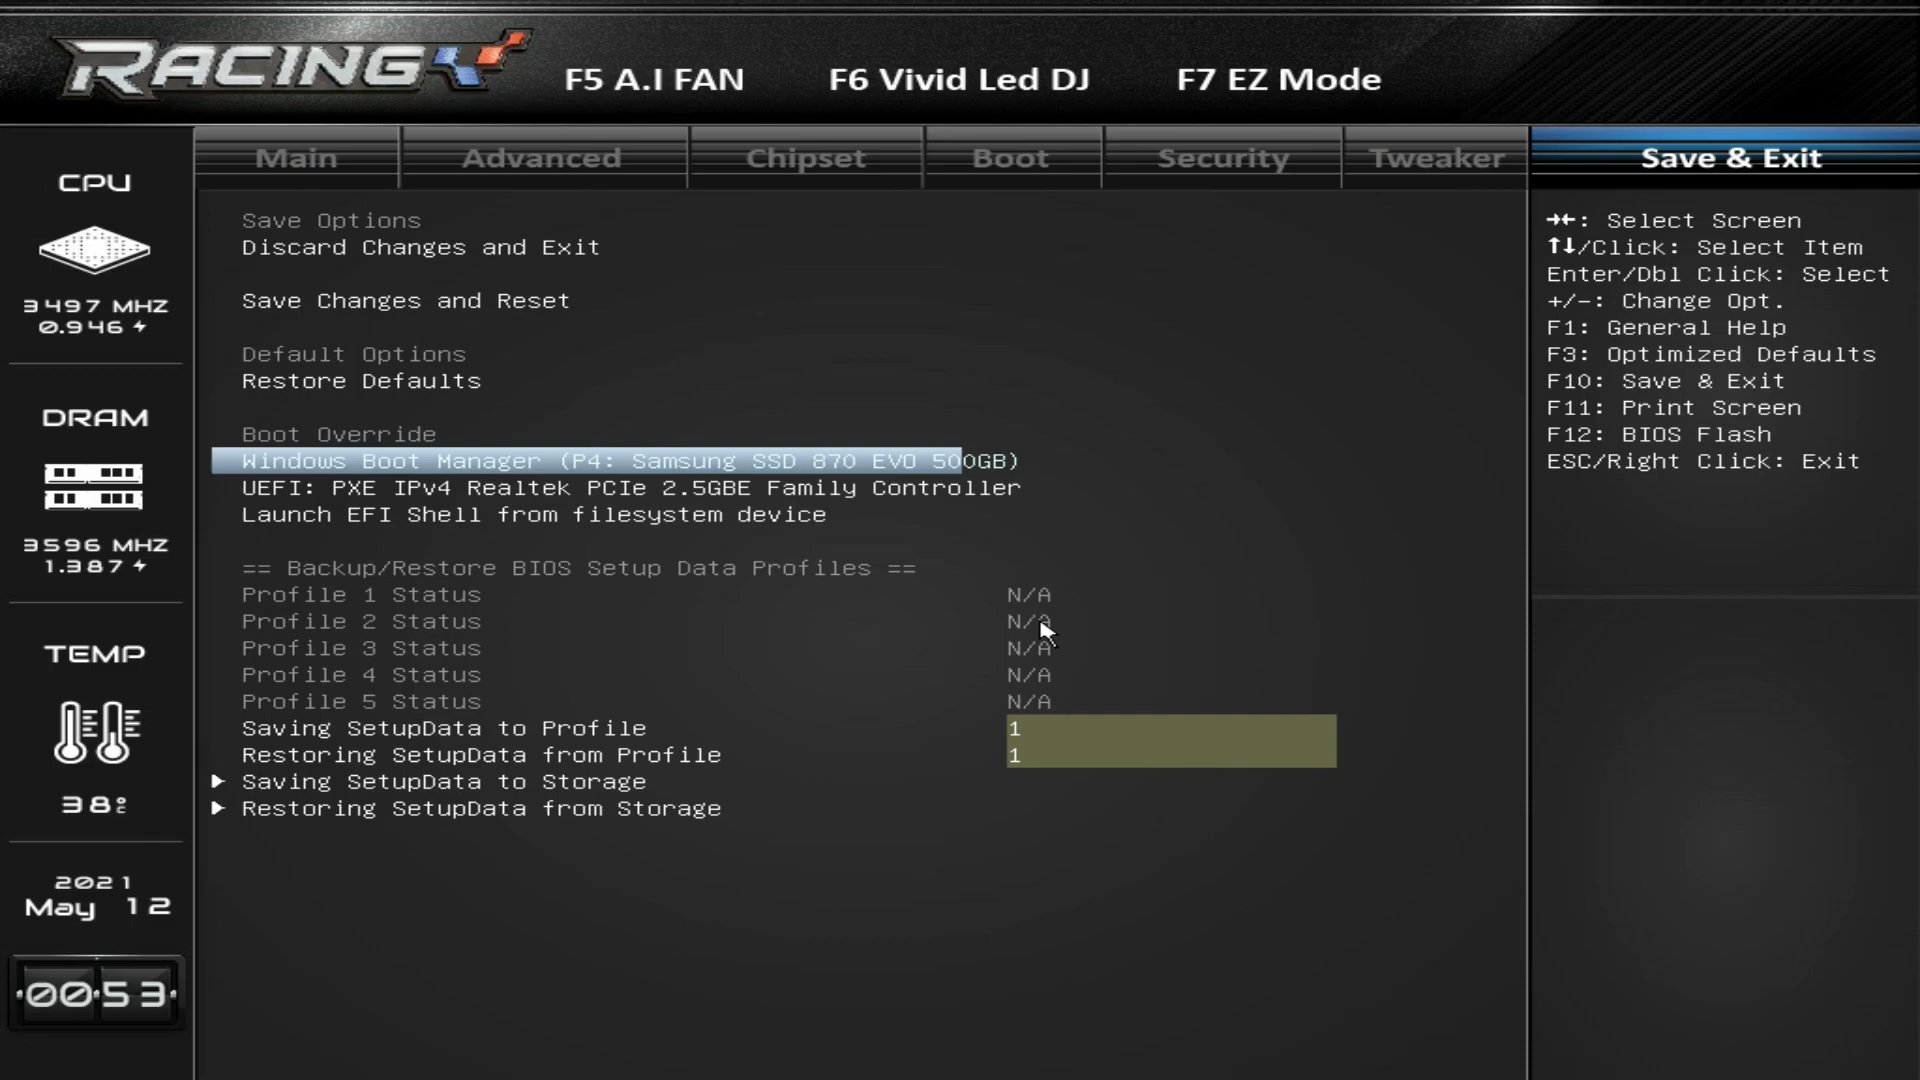 RACING
F5 A.I FAN F6 Vivid Led DJ F7 EZ Mode
Main Advanced Chipset Boot Security Tweaker Save & Exit
CPU
3497 MHZ
0.946
DRAM
3596 MHZ
1.387
TEMP
38°C
2021
May 12
00:53
Save Options
Discard Changes and Exit
Save Changes and Reset
Default Options
Restore Defaults
Boot Override
Windows Boot Manager (P4: Samsung SSD 870 EVO 500GB)
UEFI: PXE IPv4 Realtek PCIe 2.5GBE Family Controller
Launch EFI Shell from filesystem device
== Backup/Restore BIOS Setup Data Profiles ==
Profile 1 Status N/A
Profile 2 Status N/A
Profile 3 Status N/A
Profile 4 Status N/A
Profile 5 Status N/A
Saving SetupData to Profile 1
Restoring SetupData from Profile 1
Saving SetupData to Storage
Restoring SetupData from Storage
→←: Select Screen
↑↓/Click: Select Item
Enter/Dbl Click: Select
+/-: Change Opt.
F1: General Help
F3: Optimized Defaults
F10: Save & Exit
F11: Print Screen
F12: BIOS Flash
ESC/Right Click: Exit